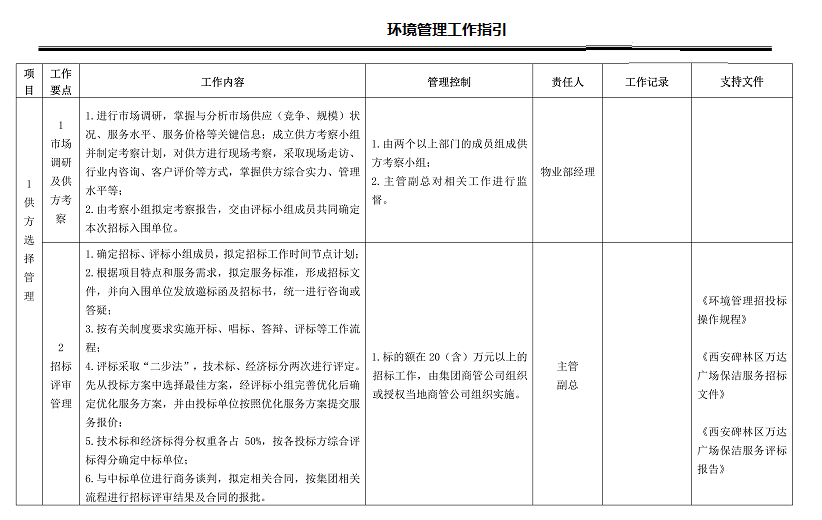 环境管理工作指引
项
目
工作
要点
工作内容
管理控制
责任人
工作记录
支持文件
1
供
方
选
择
管
理
1
市场
调研
及供
方考
察
1.进行市场调研，掌握与分析市场供应（竞争、规模）状
况、服务水平、服务价格等关键信息；成立供方考察小组
并制定考察计划，对供方进行现场考察，采取现场走访、
行业内咨询、客户评价等方式，掌握供方综合实力、管理
水平等；
2.由考察小组拟定考察报告，交由评标小组成员共同确定
本次招标入围单位。
1.由两个以上部门的成员组成供
方考察小组；
2.主管副总对相关工作进行监
督。
物业部经理
2
招标
评审
管理
1.确定招标、评标小组成员，拟定招标工作时间节点计划；
2.根据项目特点和服务需求，拟定服务标准，形成招标文
件，并向入围单位发放邀标函及招标书，统一进行咨询或
答疑；
3.按有关制度要求实施开标、唱标、答辩、评标等工作流
程；
4.评标采取“二步法”，技术标、经济标分两次进行评定。
先从投标方案中选择最佳方案，经评标小组完善优化后确
定优化服务方案，并由投标单位按照优化服务方案提交服
务报价；
5.技术标和经济标得分权重各占 50%，按各投标方综合评
标得分确定中标单位；
6.与中标单位进行商务谈判，拟定相关合同，按集团相关
流程进行招标评审结果及合同的报批。
1.标的额在 20（含）万元以上的
招标工作，由集团商管公司组织
或授权当地商管公司组织实施。
主管
副总
《环境管理招投标
操作规程》
《西安碑林区万达
广场保洁服务招标
文件》
《西安碑林区万达
广场保洁服务评标
报告》